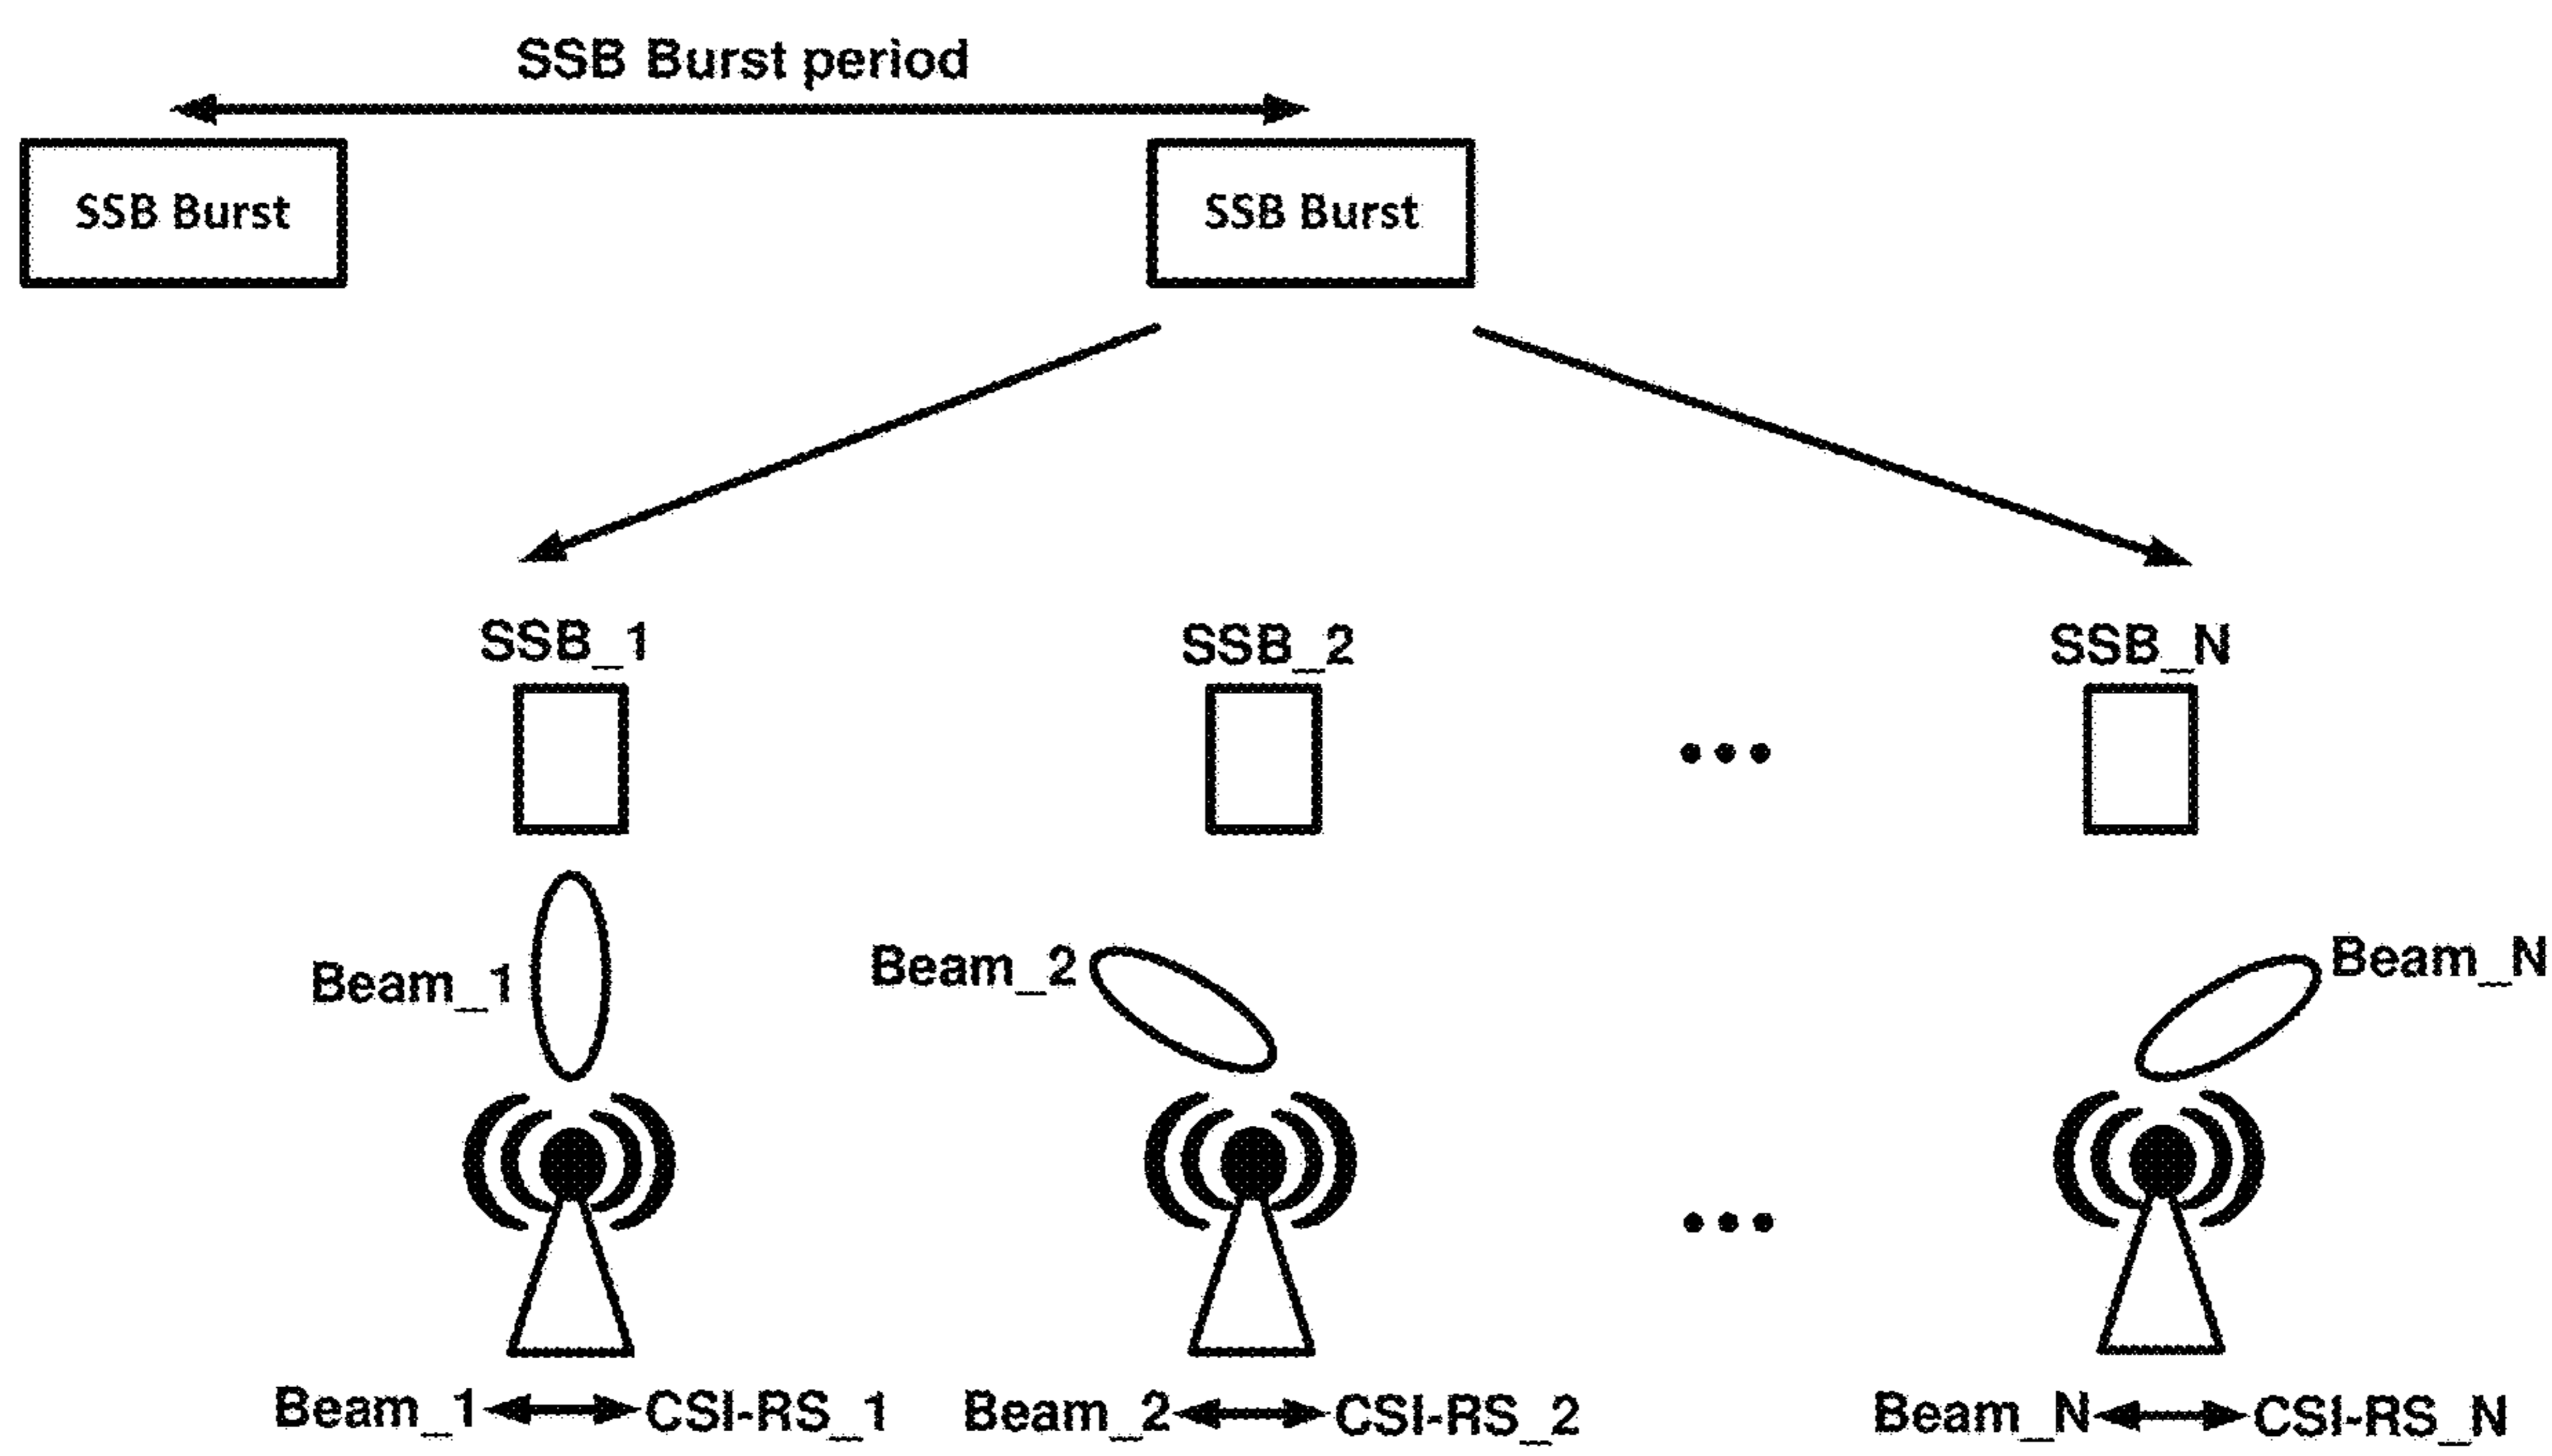 SSB Burst period
SSB Burst
SSB Burst
SSB_1
SSB_2
SSB_N
Beam_1
Beam_2
Beam_N
Beam_1 CSI-RS_1
Beam_2 CSI-RS_2
Beam_N CSI-RS_N